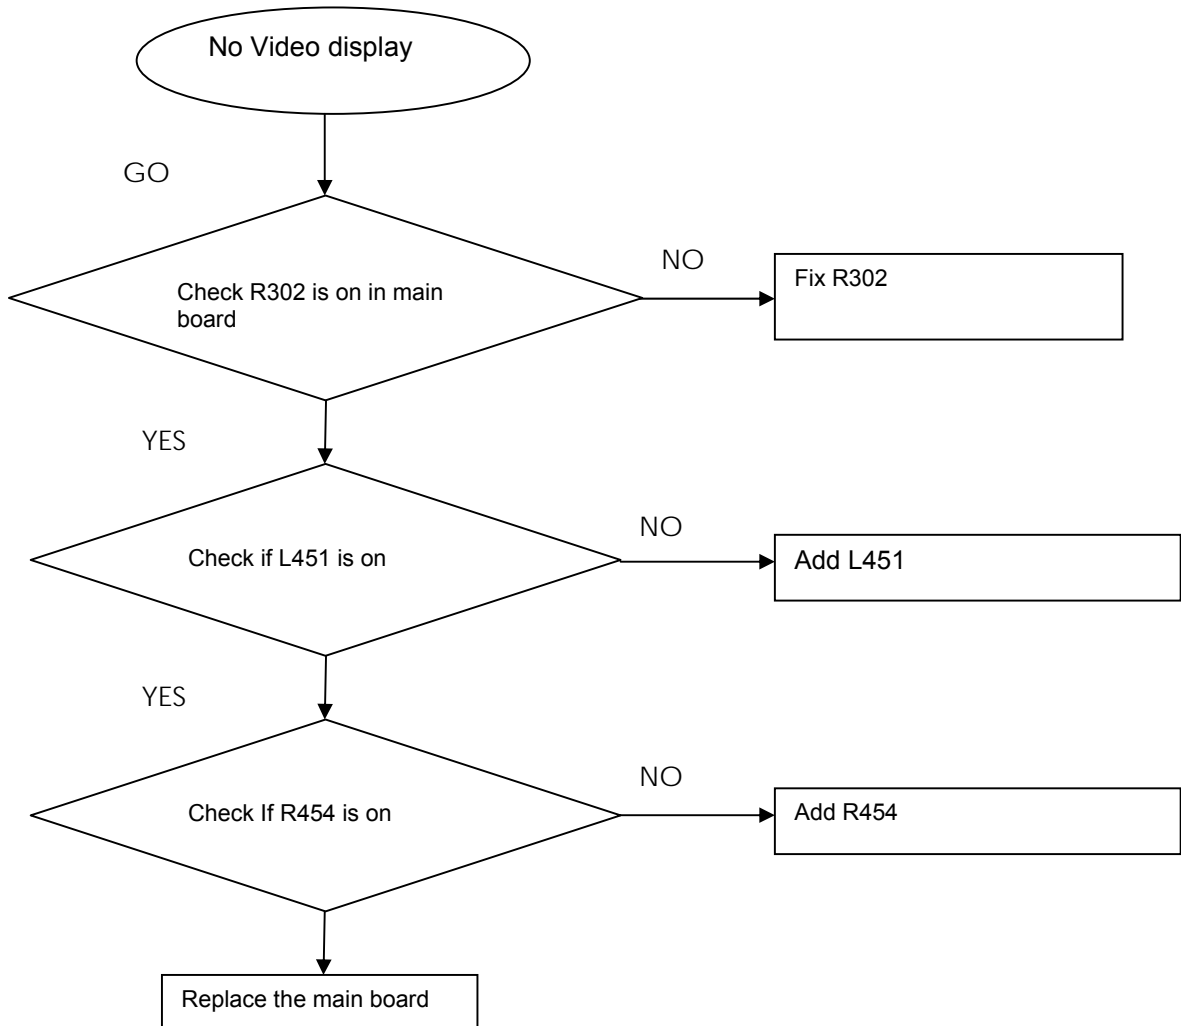 No Video display
GO
Check R302 is on in main
board
NO
Fix R302
YES
Check if L451 is on
NO
Add L451
YES
Check If R454 is on
NO
Add R454
Replace the main board